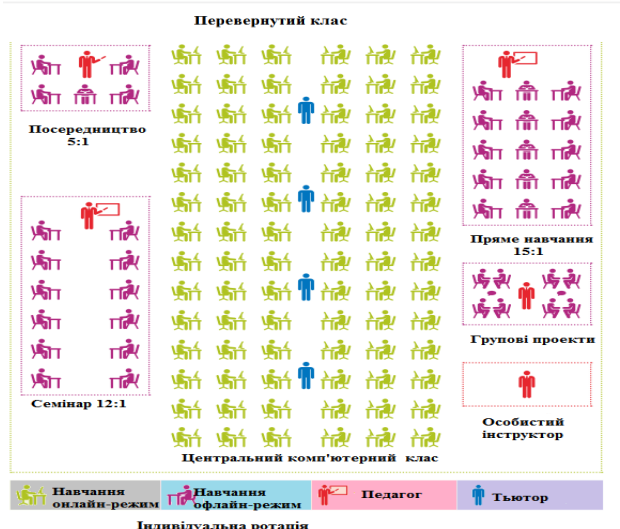 Перевернутий клас
Посередництво
5:1
Пряме навчання
15:1
Групові проекти
Семінар 12:1
Особистий
інструктор
Центральний комп'ютерний клас
Навчання
онлайн-режим
Навчання
офлайн-режим
Педагог
Тьютор
Індивідуальна ротація